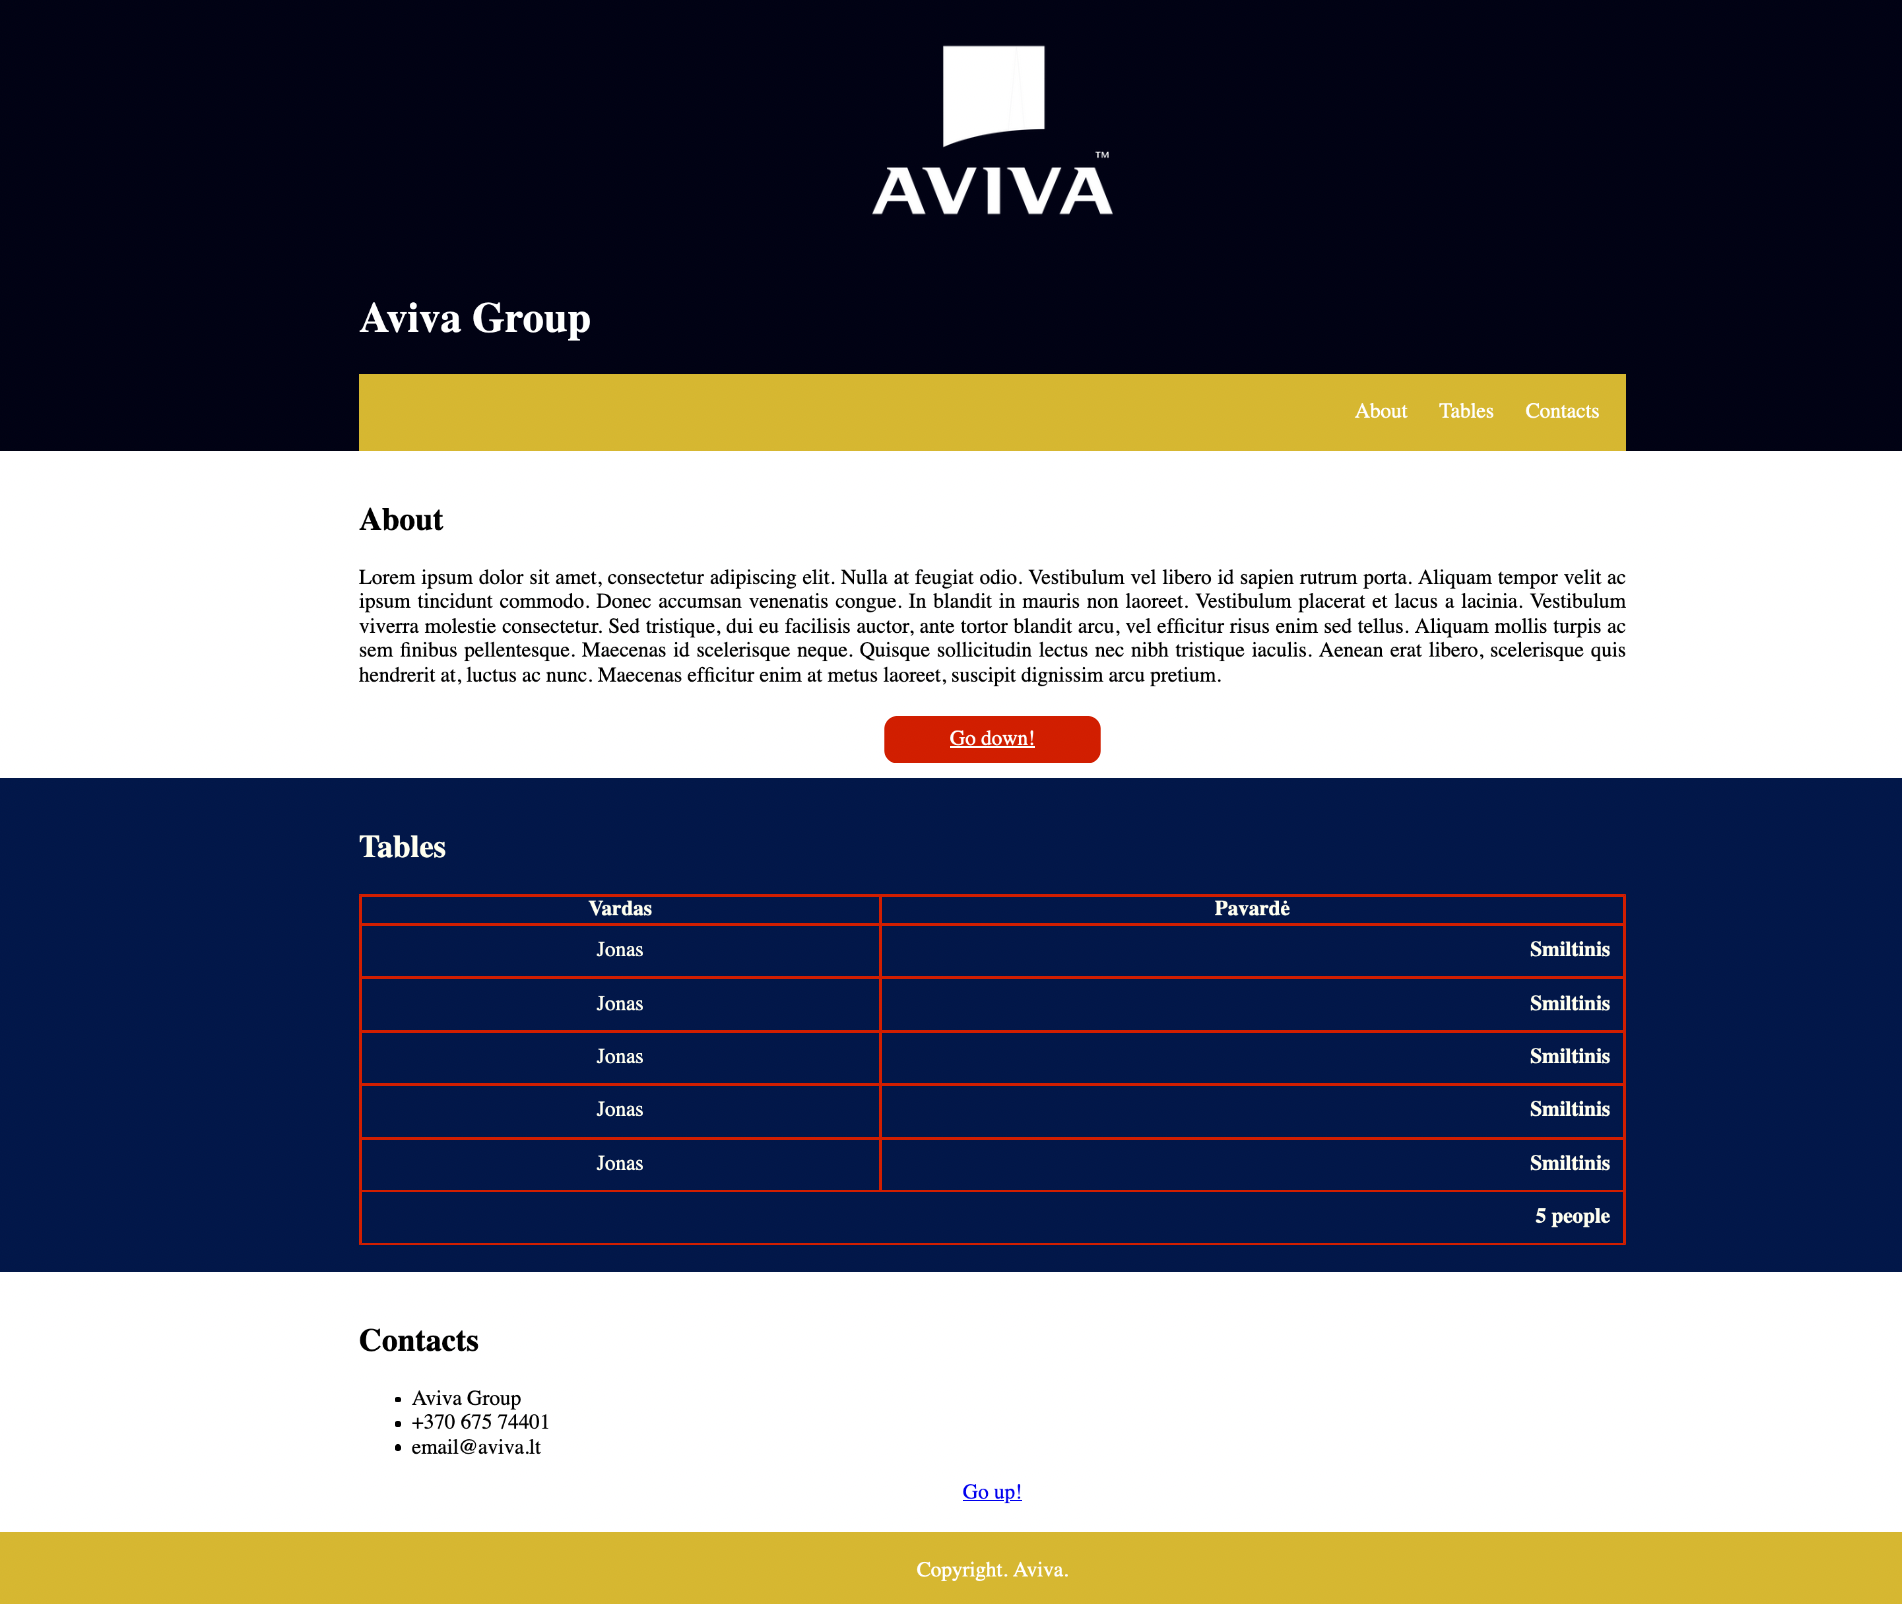 AVIVA™
Aviva Group
About Tables Contacts
About
Lorem ipsum dolor sit amet, consectetur adipiscing elit. Nulla at feugiat odio. Vestibulum vel libero id sapien rutrum porta. Aliquam tempor velit ac
ipsum tincidunt commodo. Donec accumsan venenatis congue. In blandit in mauris non laoreet. Vestibulum placerat et lacus a lacinia. Vestibulum
viverra molestie consectetur. Sed tristique, dui eu facilisis auctor, ante tortor blandit arcu, vel efficitur risus enim sed tellus. Aliquam mollis turpis ac
sem finibus pellentesque. Maecenas id scelerisque neque. Quisque sollicitudin lectus nec nibh tristique iaculis. Aenean erat libero, scelerisque quis
hendrerit at, luctus ac nunc. Maecenas efficitur enim at metus laoreet, suscipit dignissim arcu pretium.
Go down!
Tables
Vardas Pavardė
Jonas Smiltinis
Jonas Smiltinis
Jonas Smiltinis
Jonas Smiltinis
Jonas Smiltinis
5 people
Contacts
• Aviva Group
• +370 675 74401
• email@aviva.lt
Go up!
Copyright. Aviva.